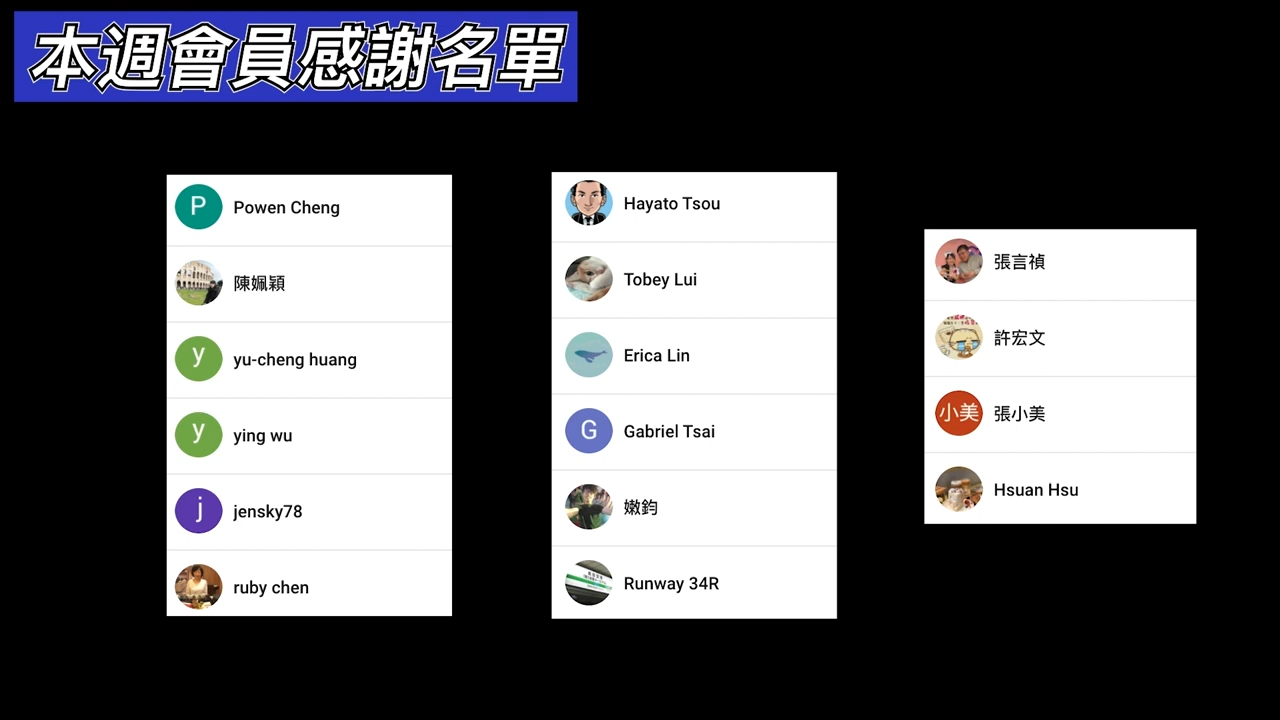 本週會員感謝名單
P Powen Cheng
陳姵穎
y yu-cheng huang
y ying wu
j jensky78
ruby chen
Hayato Tsou
Tobey Lui
Erica Lin
G Gabriel Tsai
嫩鈞
Runway 34R
張言禎
許宏文
小美 張小美
Hsuan Hsu